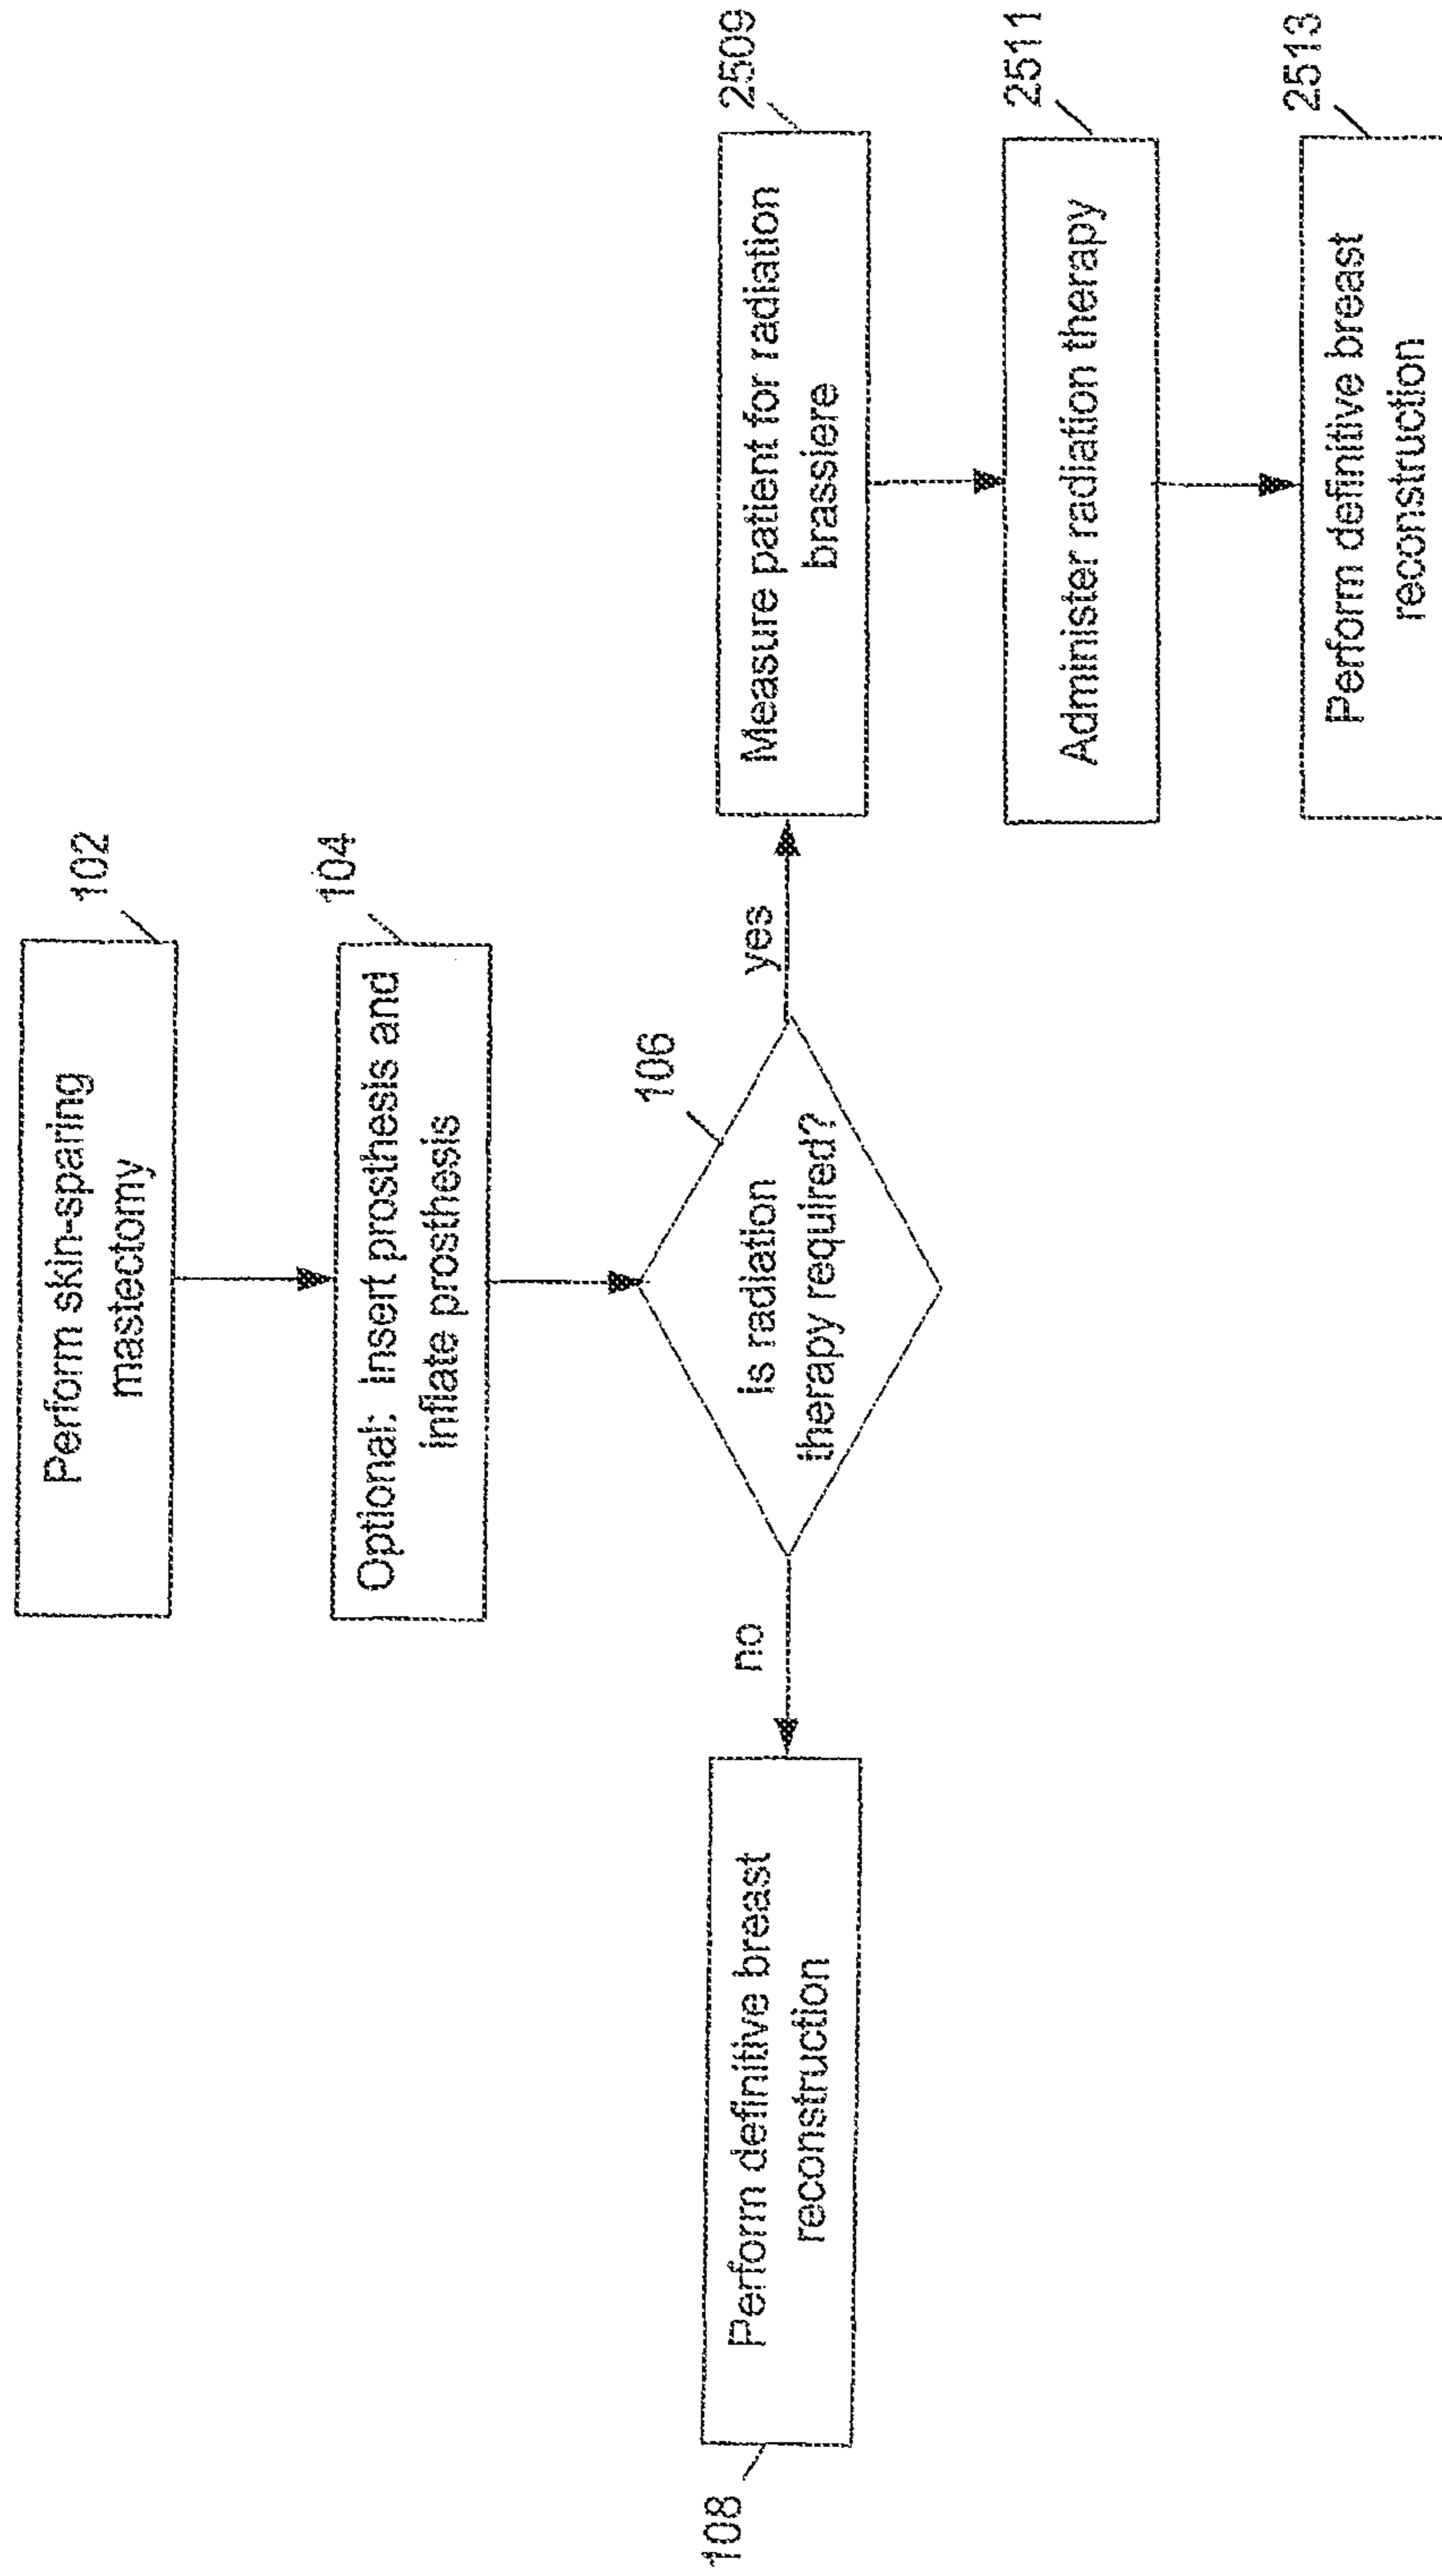 Perform skin-sparing
mastectomy
102
Optional: Insert prosthesis and
inflate prosthesis
104
106
is radiation
therapy required?
no
yes
108
Perform definitive breast
reconstruction
Measure patient for radiation
brassiere
2509
Administer radiation therapy
2511
Perform definitive breast
reconstruction
2513